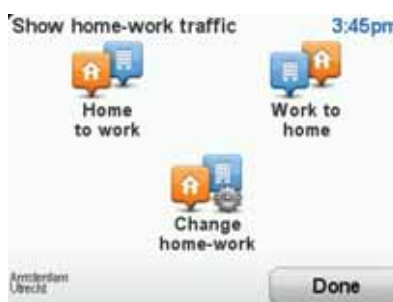 Show home-work traffic 3:45pm
Home
to work
Work to
home
Change
home-work
Amsterdam
Utrecht
Done